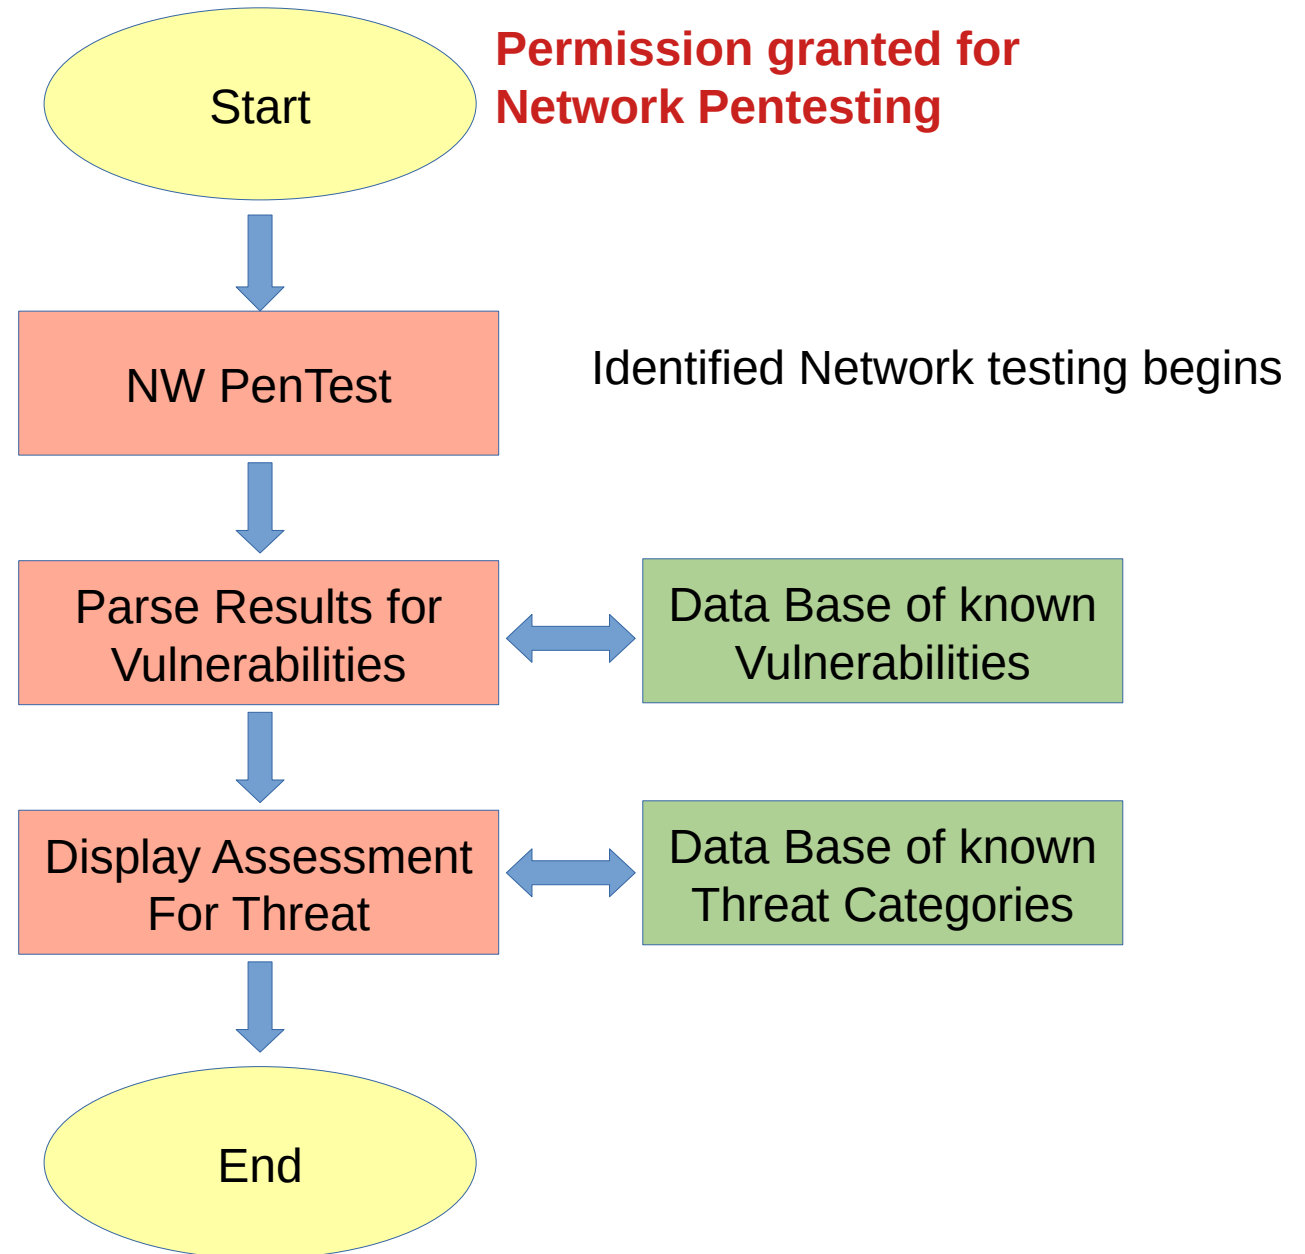 Start
Permission granted for
Network Pentesting
NW PenTest
Identified Network testing begins
Parse Results for
Vulnerabilities
Data Base of known
Vulnerabilities
Display Assessment
For Threat
Data Base of known
Threat Categories
End